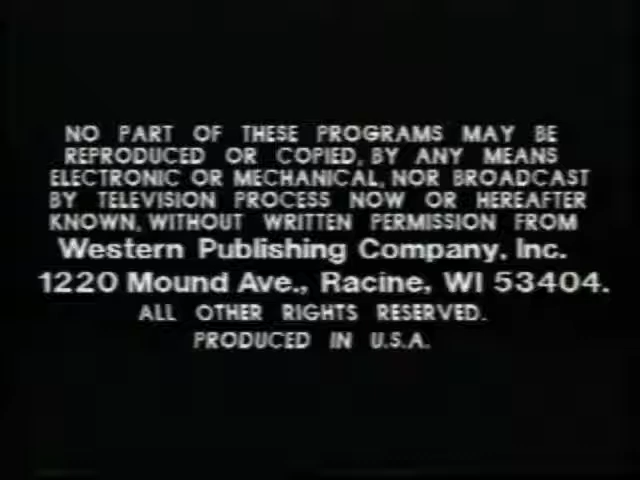 NO PART OF THESE PROGRAMS MAY BE
REPRODUCED OR COPIED, BY ANY MEANS
ELECTRONIC OR MECHANICAL, NOR BROADCAST
BY TELEVISION PROCESS NOW OR HEREAFTER
KNOWN, WITHOUT WRITTEN PERMISSION FROM
Western Publishing Company, Inc.
1220 Mound Ave., Racine, WI 53404.
ALL OTHER RIGHTS RESERVED.
PRODUCED IN U.S.A.